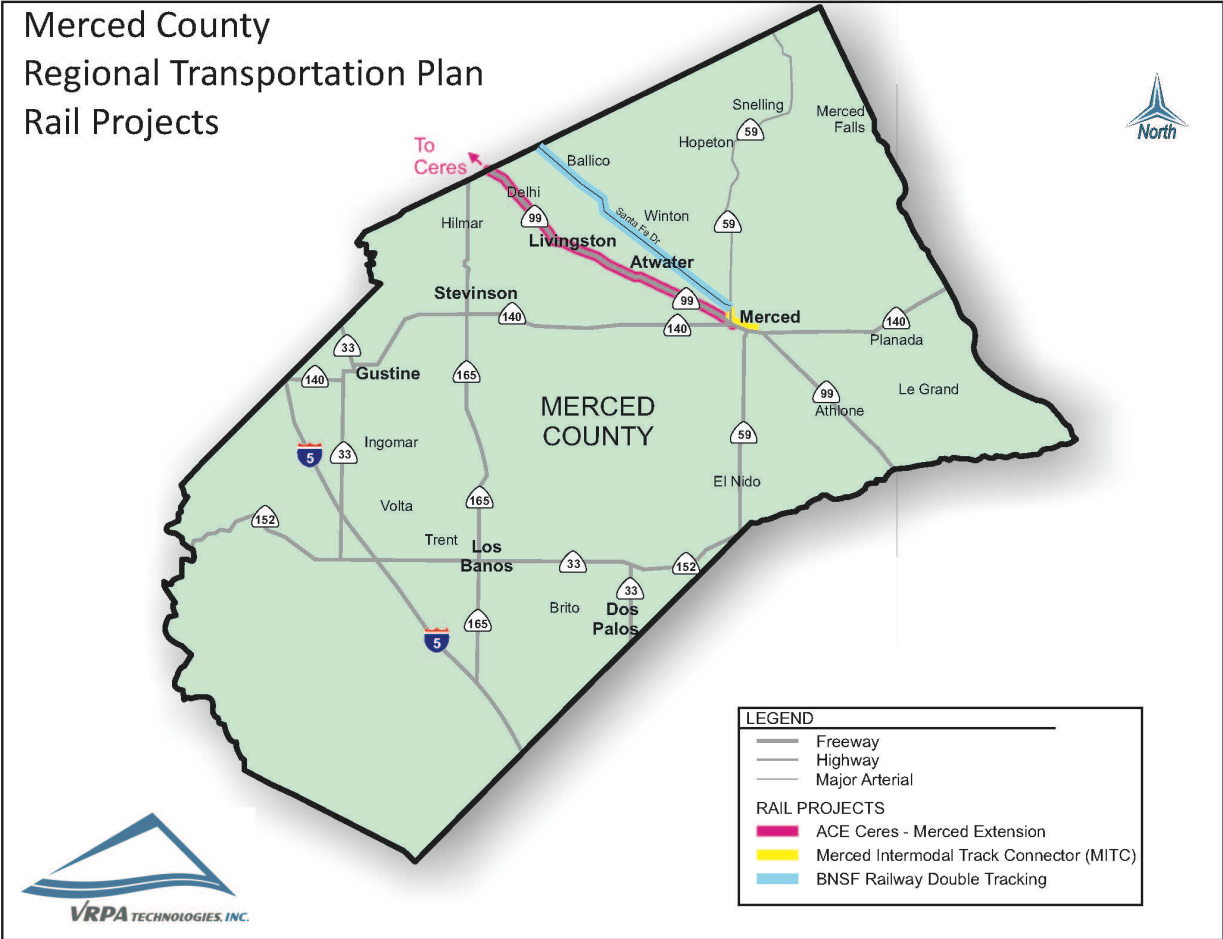 Merced County
Regional Transportation Plan
Rail Projects
North
Snelling
Merced
Falls
59
Hopeton
To
Ceres
Ballico
Delhi
99
Santa Fe Dr
Winton
59
Hilmar
Livingston
Atwater
Stevinson
99
140
140
Merced
140
Planada
33
140
Gustine
165
MERCED
COUNTY
99
Athlone
Le Grand
Ingomar
5
33
59
El Nido
Volta
165
152
Trent
Los
Banos
33
152
33
Brito
Dos
Palos
165
5
LEGEND
Freeway
Highway
Major Arterial
RAIL PROJECTS
ACE Ceres - Merced Extension
Merced Intermodal Track Connector (MITC)
BNSF Railway Double Tracking
VRPA TECHNOLOGIES, INC.